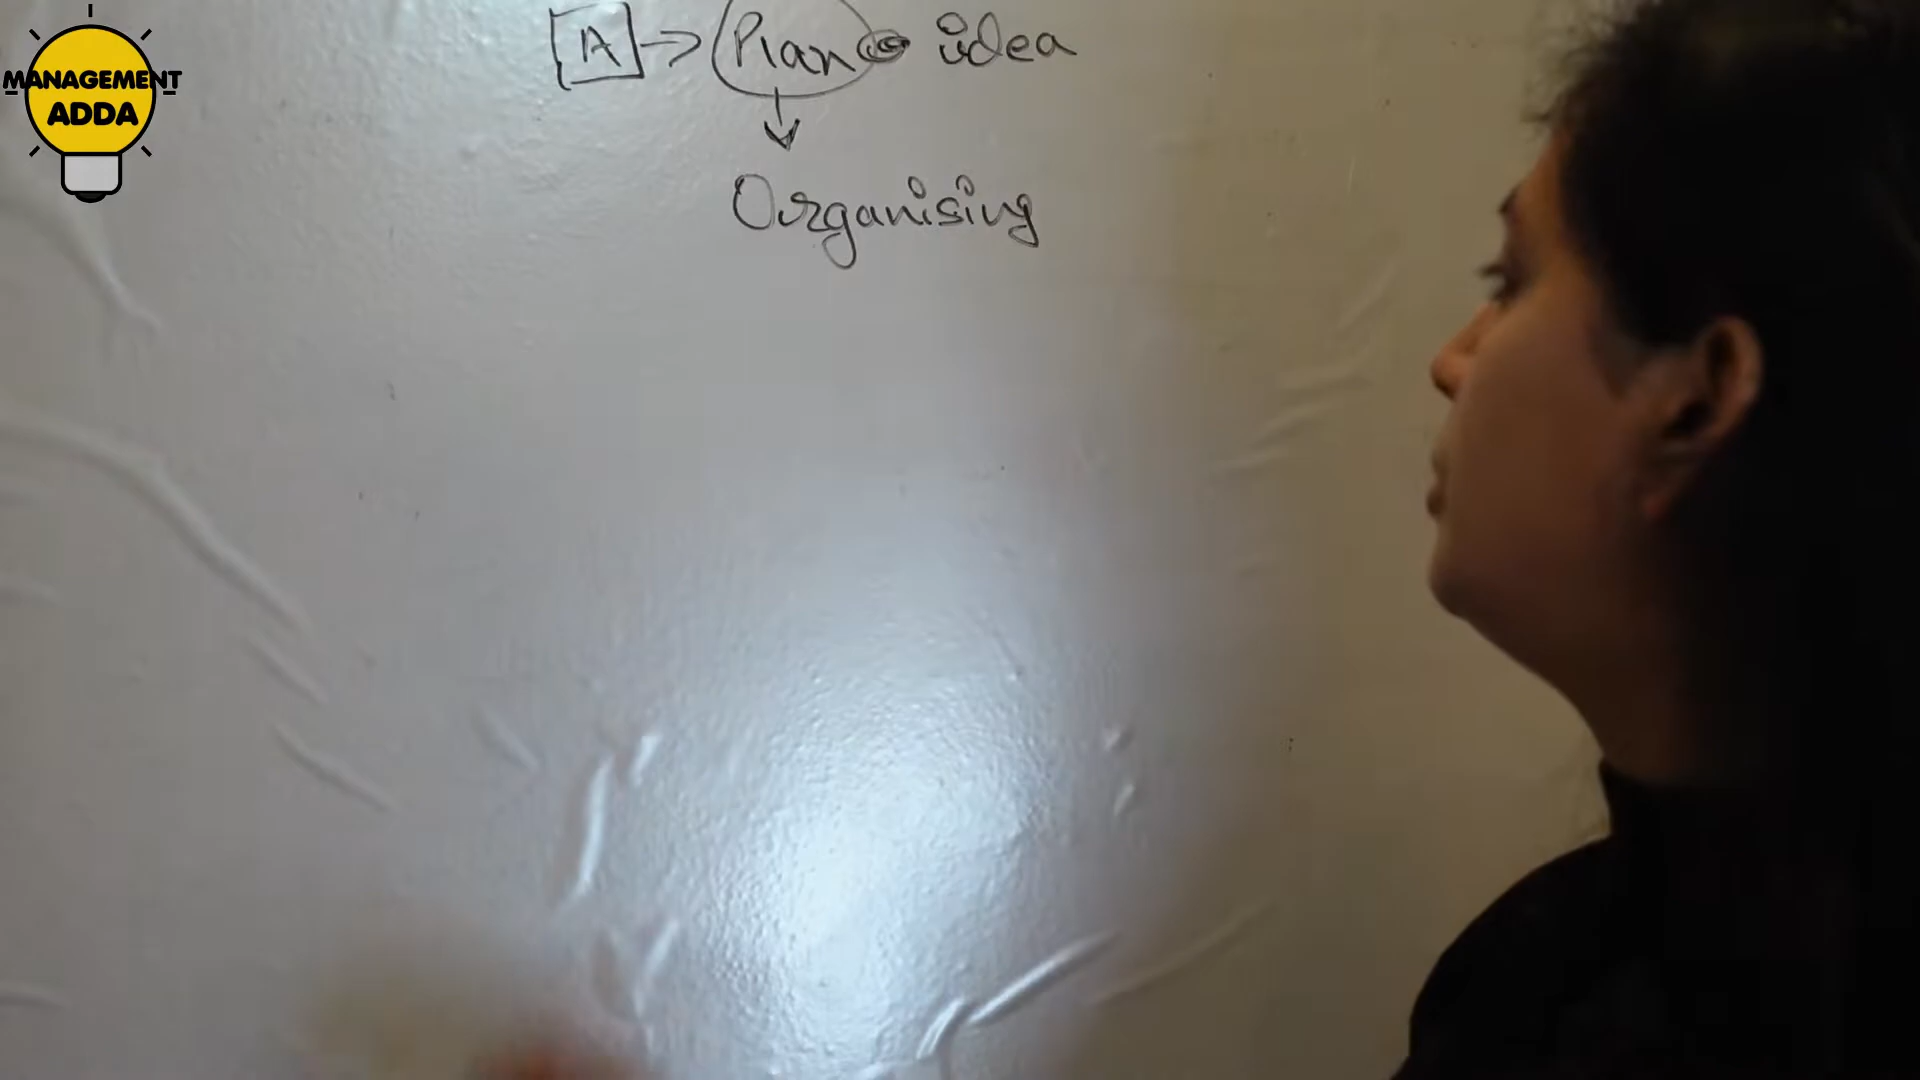 MANAGEMENT
ADDA
A → Plan idea
↓
Organising